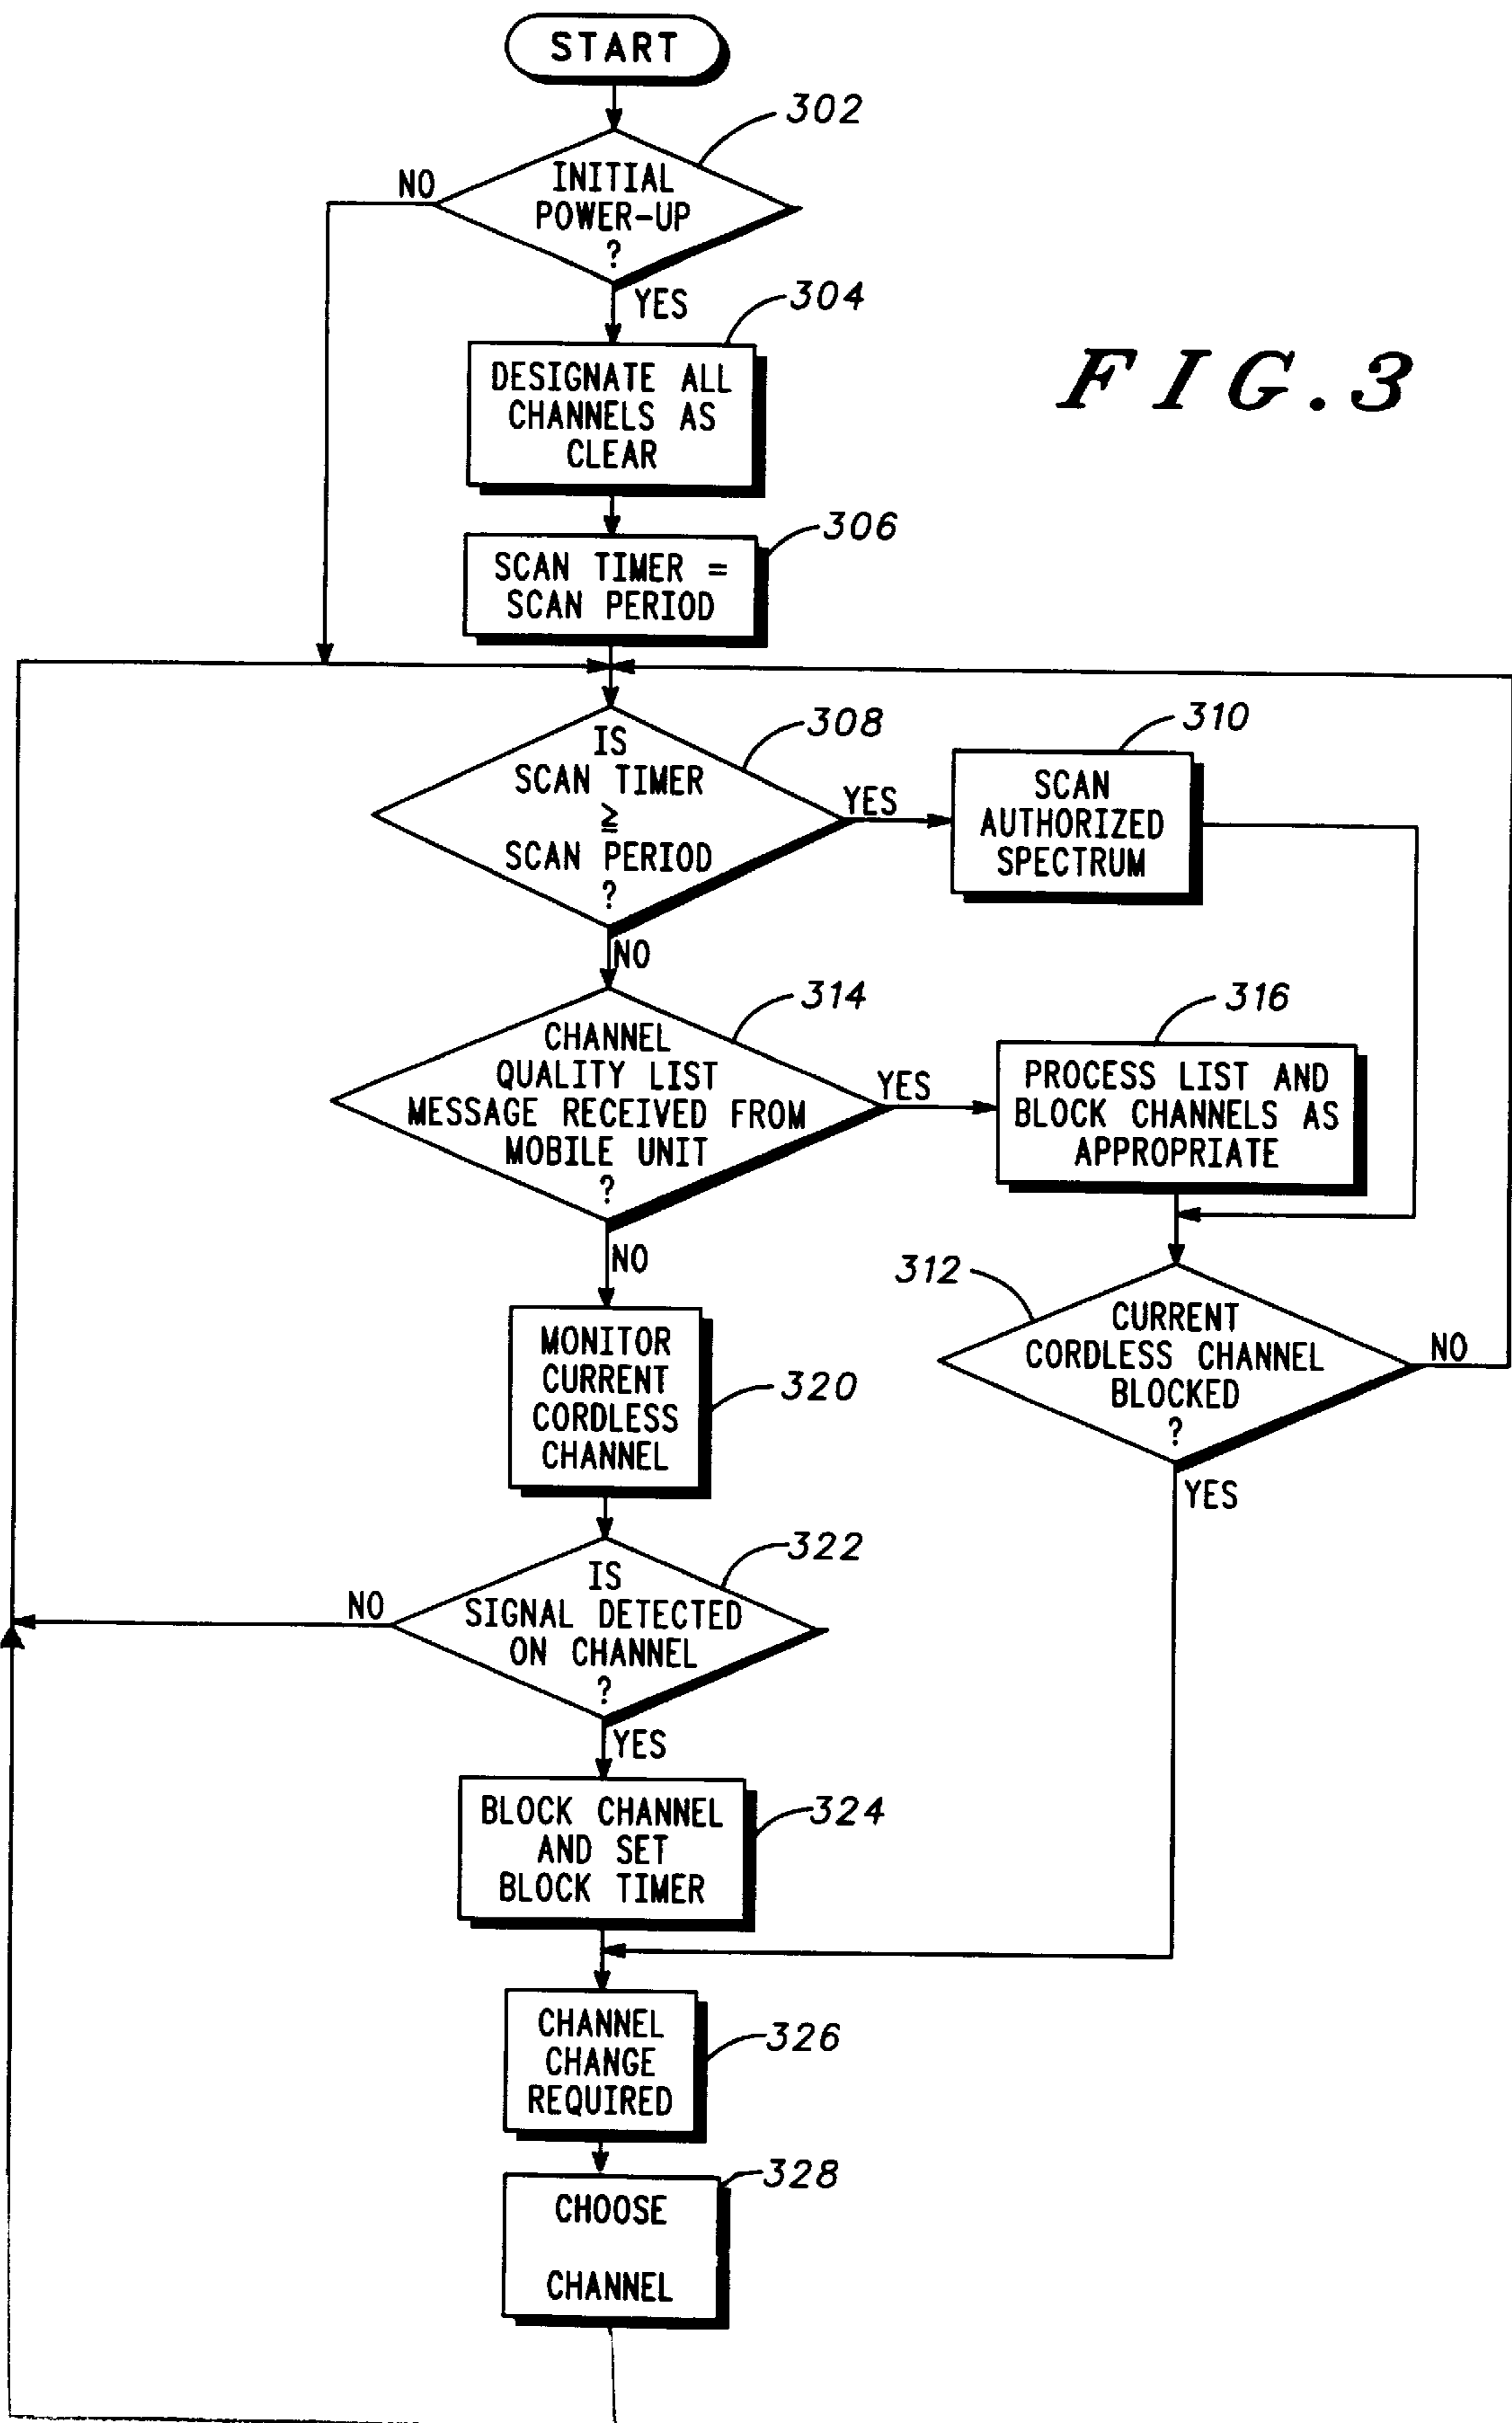 START
302
NO
INITIAL
POWER-UP
?
YES
304
DESIGNATE ALL
CHANNELS AS
CLEAR
FIG.3
306
SCAN TIMER =
SCAN PERIOD
308
IS
SCAN TIMER
≧
SCAN PERIOD
?
YES
310
SCAN
AUTHORIZED
SPECTRUM
NO
314
CHANNEL
QUALITY LIST
MESSAGE RECEIVED FROM
MOBILE UNIT
?
YES
316
PROCESS LIST AND
BLOCK CHANNELS AS
APPROPRIATE
NO
312
CURRENT
CORDLESS CHANNEL
BLOCKED
?
NO
YES
MONITOR
CURRENT
CORDLESS
CHANNEL
320
322
NO
IS
SIGNAL DETECTED
ON CHANNEL
?
YES
BLOCK CHANNEL
AND SET
BLOCK TIMER
324
CHANNEL
CHANGE
REQUIRED
326
328
CHOOSE
CHANNEL